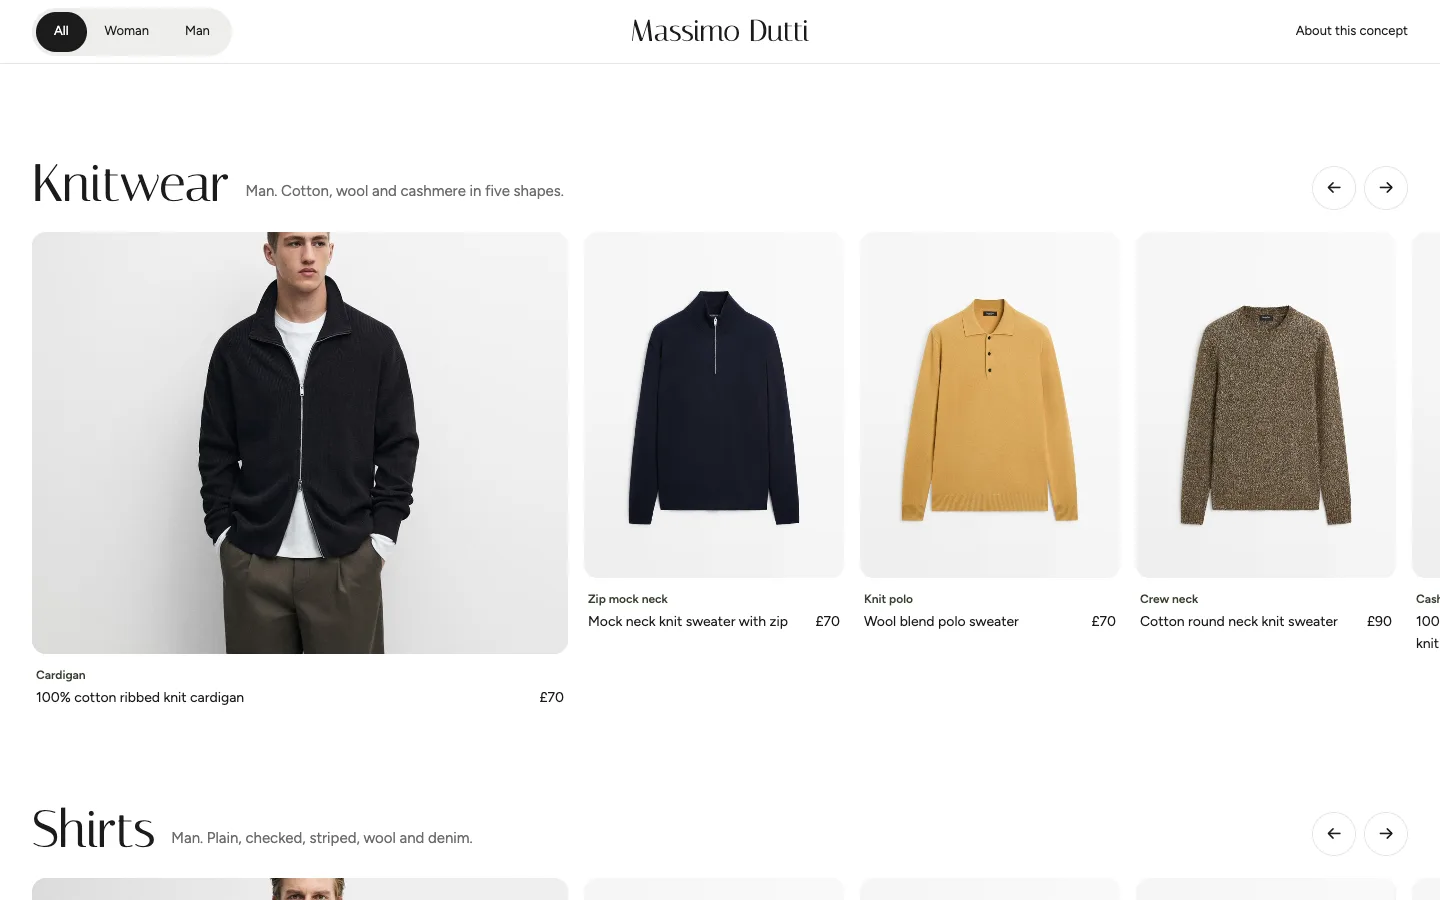 All
Woman
Man
Massimo Dutti
About this concept
Knitwear
Man. Cotton, wool and cashmere in five shapes.
Zip mock neck
Mock neck knit sweater with zip
£70
Knit polo
Wool blend polo sweater
£70
Crew neck
Cotton round neck knit sweater
£90
100
knit
Cardigan
100% cotton ribbed knit cardigan
£70
Shirts
Man. Plain, checked, striped, wool and denim.